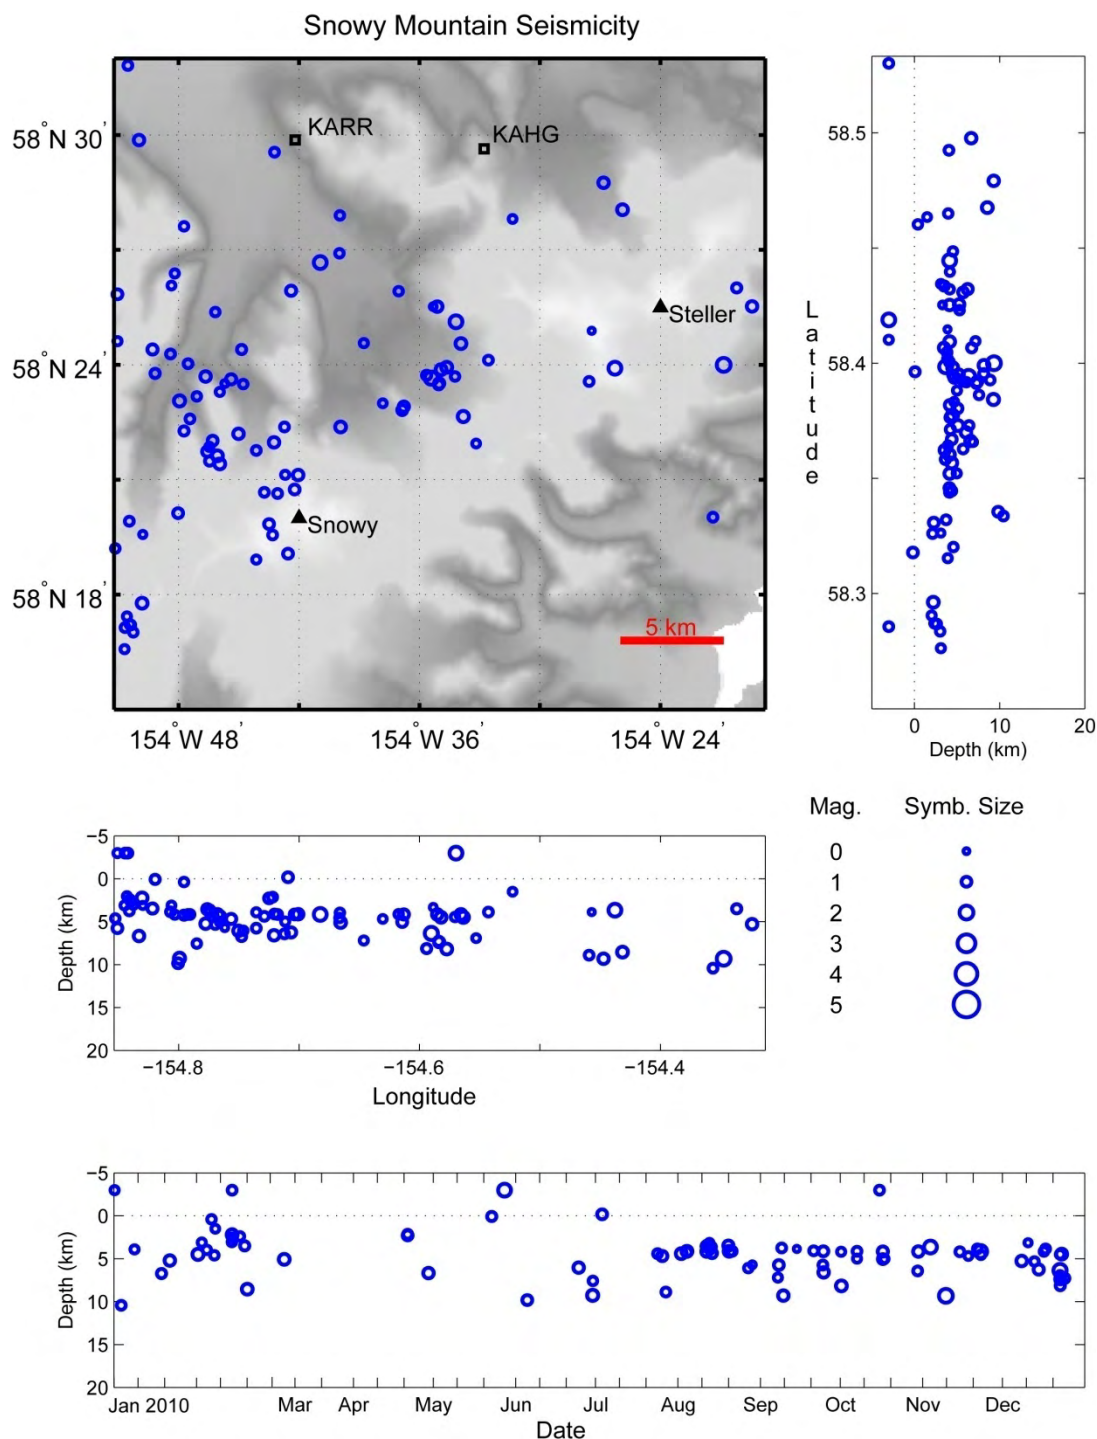 Snowy Mountain Seismicity
58°N 30'
58°N 24'
58°N 18'
KARR
KAHG
Steller
Snowy
5 km
154°W 48'
154°W 36'
154°W 24'
Latitude
58.5
58.4
58.3
0 10 20
Depth (km)
Mag. Symb. Size
0
1
2
3
4
5
−5
0
5
10
15
20
Depth (km)
−154.8 −154.6 −154.4
Longitude
−5
0
5
10
15
20
Depth (km)
Jan 2010 Mar Apr May Jun Jul Aug Sep Oct Nov Dec
Date